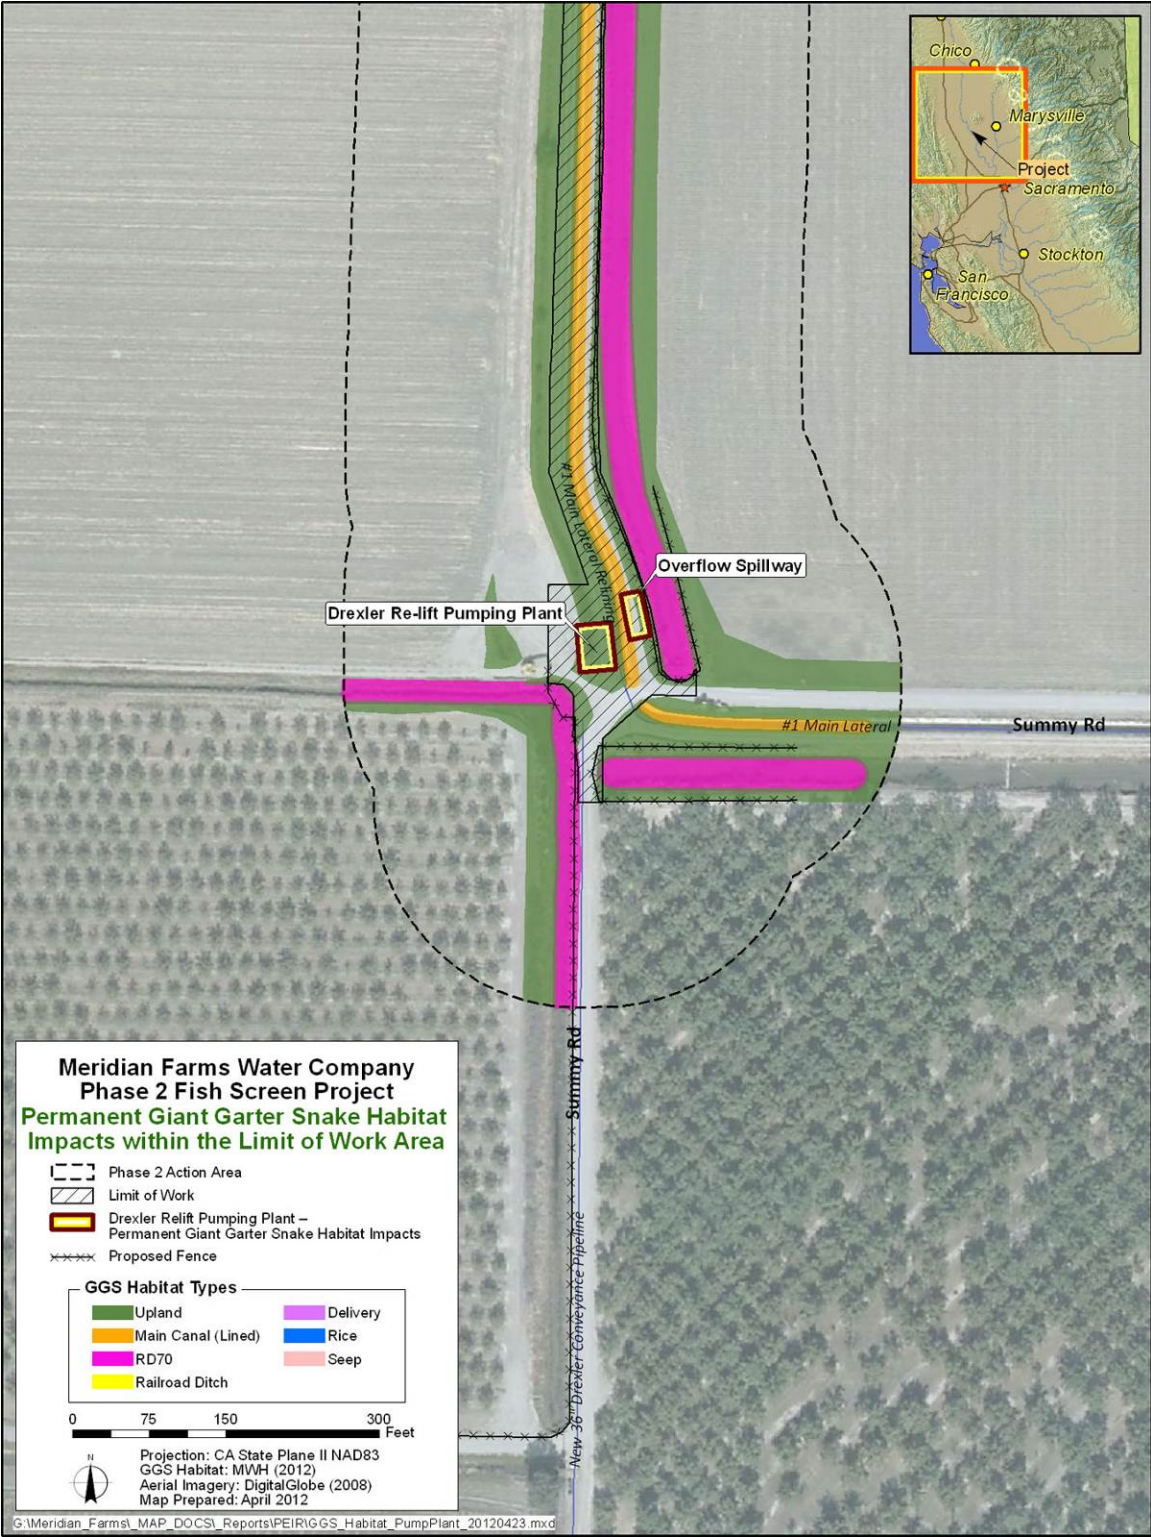 Chico
Marysville
Project
Sacramento
Stockton
San
Francisco
#1 Main Lateral Relining
Overflow Spillway
Drexler Re-lift Pumping Plant
#1 Main Lateral
Summy Rd
Summy Rd
New 36" Drexler Conveyance Pipeline
Meridian Farms Water Company
Phase 2 Fish Screen Project
Permanent Giant Garter Snake Habitat
Impacts within the Limit of Work Area
Phase 2 Action Area
Limit of Work
Drexler Relift Pumping Plant –
Permanent Giant Garter Snake Habitat Impacts
Proposed Fence
GGS Habitat Types
Upland
Delivery
Main Canal (Lined)
Rice
RD70
Seep
Railroad Ditch
0 75 150 300
Feet
N
Projection: CA State Plane II NAD83
GGS Habitat: MWH (2012)
Aerial Imagery: DigitalGlobe (2008)
Map Prepared: April 2012
G:\Meridian_Farms\_MAP_DOCS\_Reports\PEIR\GGS_Habitat_PumpPlant_20120423.mxd